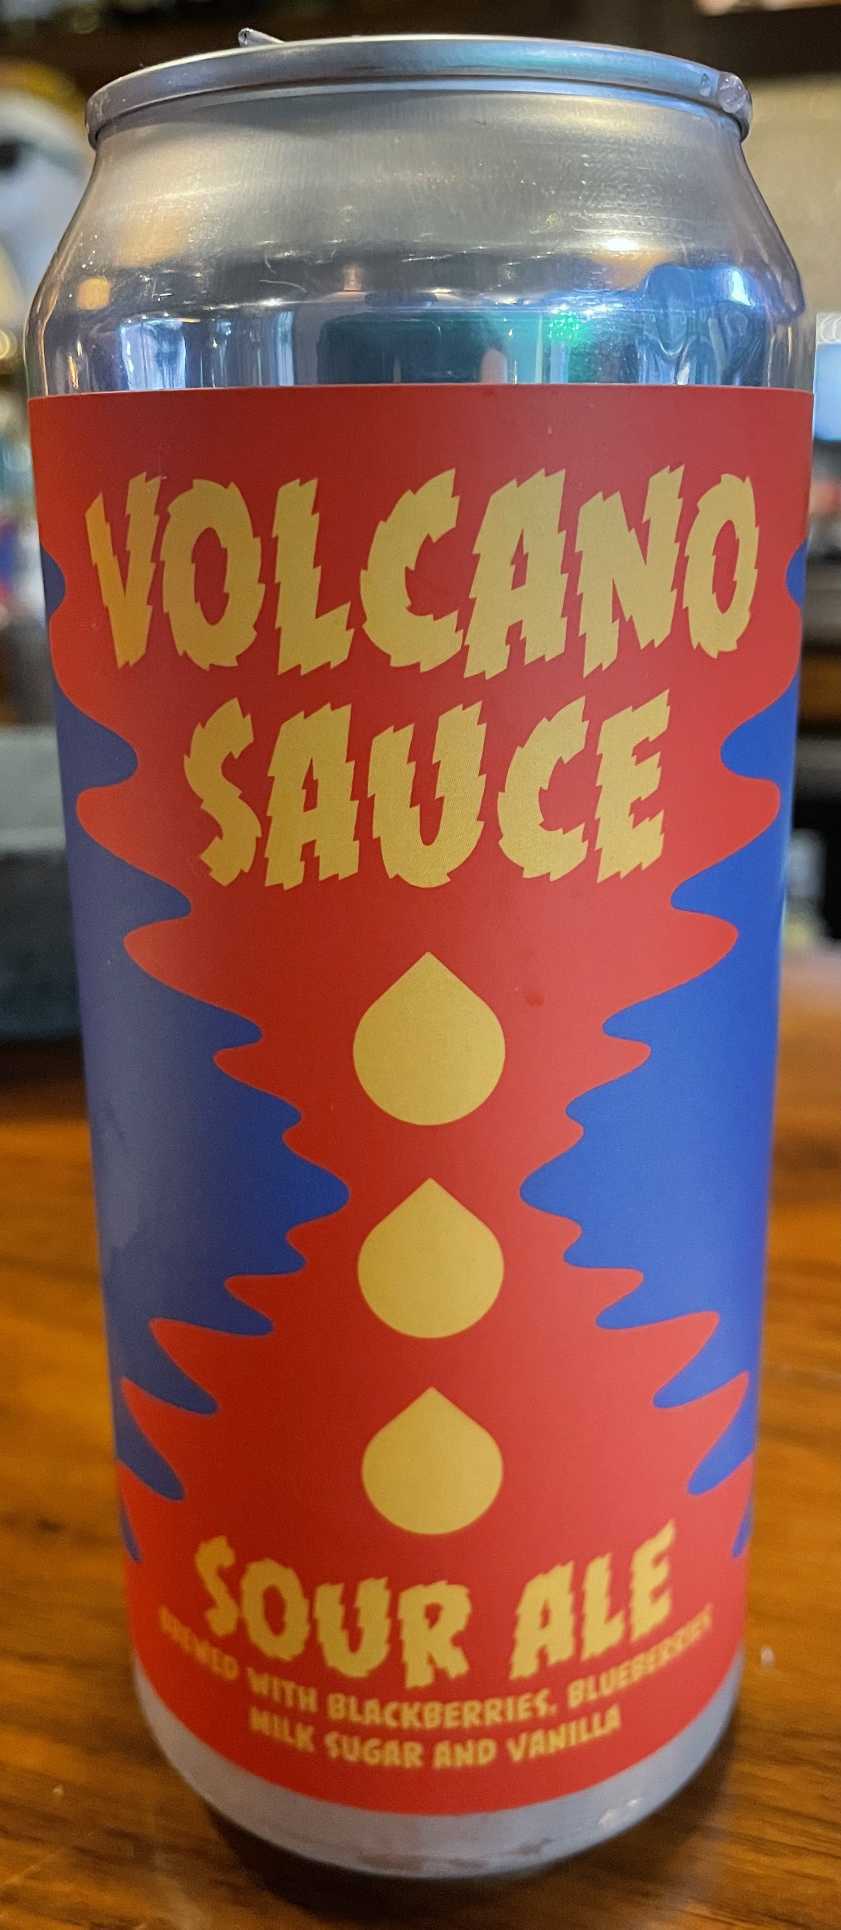 VOLCANO
SAUCE
SOUR ALE
BREWED WITH BLACKBERRIES, BLUEBERRIES
MILK SUGAR AND VANILLA